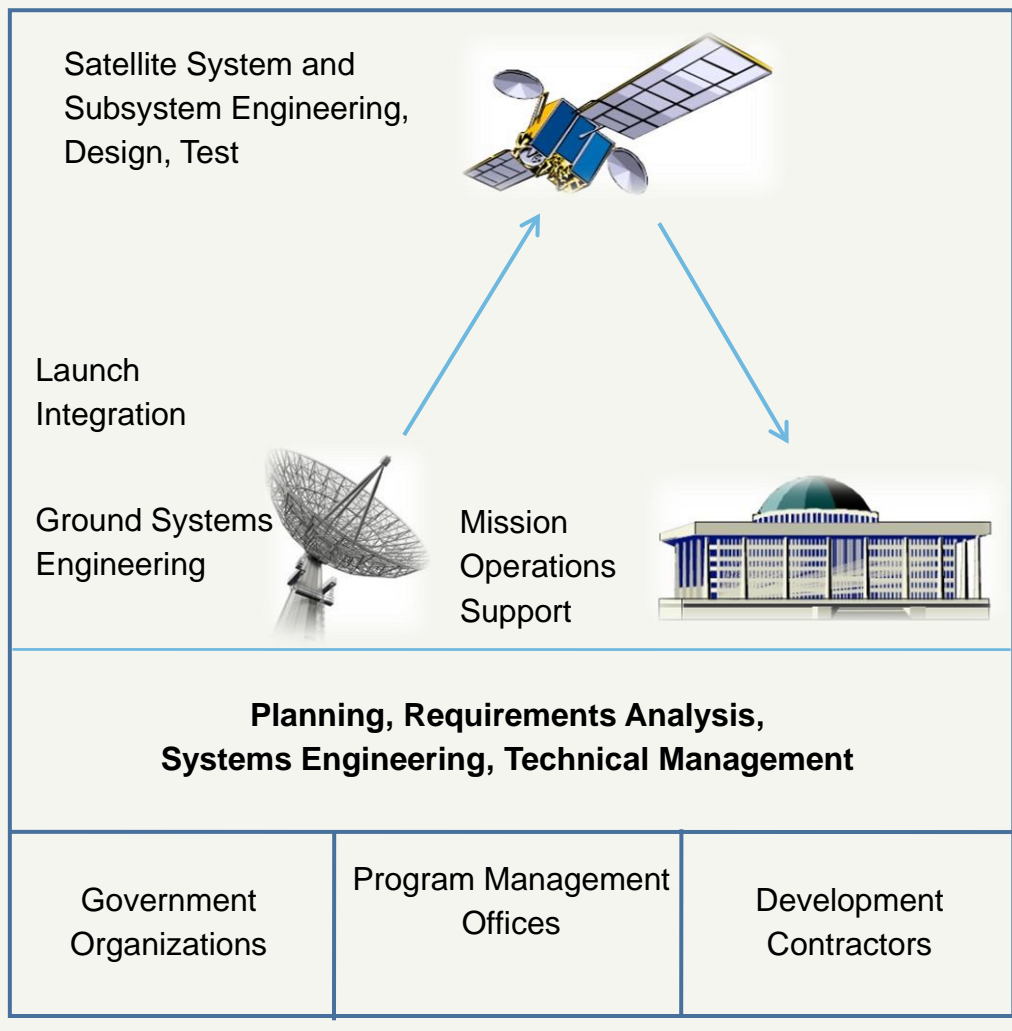 Satellite System and
Subsystem Engineering,
Design, Test
Launch
Integration
Ground Systems
Engineering
Mission
Operations
Support
Planning, Requirements Analysis,
Systems Engineering, Technical Management
Government
Organizations
Program Management
Offices
Development
Contractors